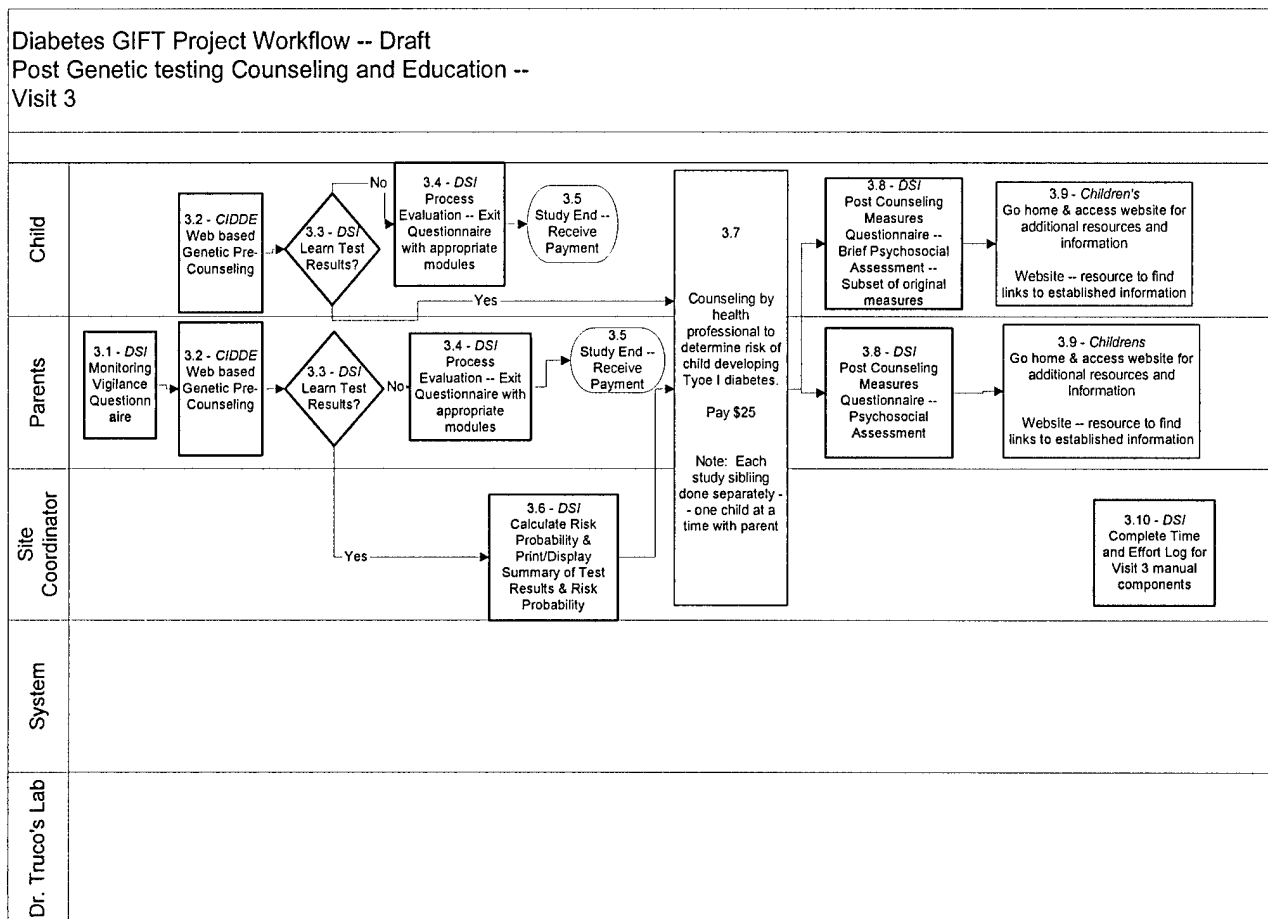 Diabetes GIFT Project Workflow -- Draft
Post Genetic testing Counseling and Education --
Visit 3
Child
3.2 - CIDDE
Web based
Genetic Pre-
Counseling
3.3 - DSI
Learn Test
Results?
No
Yes
3.4 - DSI
Process
Evaluation -- Exit
Questionnaire
with appropriate
modules
3.5
Study End --
Receive
Payment
3.7
Counseling by
health
professional to
determine risk of
child developing
Tyoe I diabetes.
Pay $25
Note: Each
study sibliing
done separately -
- one child at a
time with parent
3.8 - DSI
Post Counseling
Measures
Questionnaire --
Brief Psychosocial
Assessment --
Subset of original
measures
3.9 - Children's
Go home & access website for
additional resources and
information
Website -- resource to find
links to established information
Parents
3.1 - DSI
Monitoring
Vigilance
Questionn
aire
3.2 - CIDDE
Web based
Genetic Pre-
Counseling
3.3 - DSI
Learn Test
Results?
No
3.4 - DSI
Process
Evaluation -- Exit
Questionnaire with
appropriate
modules
3.5
Study End --
Receive
Payment
3.8 - DSI
Post Counseling
Measures
Questionnaire --
Psychosocial
Assessment
3.9 - Childrens
Go home & access website for
additional resources and
Information
Website -- resource to find
links to established information
Site
Coordinator
Yes
3.6 - DSI
Calculate Risk
Probability &
Print/Display
Summary of Test
Results & Risk
Probability
3.10 - DSI
Complete Time
and Effort Log for
Visit 3 manual
components
System
Dr. Truco's Lab